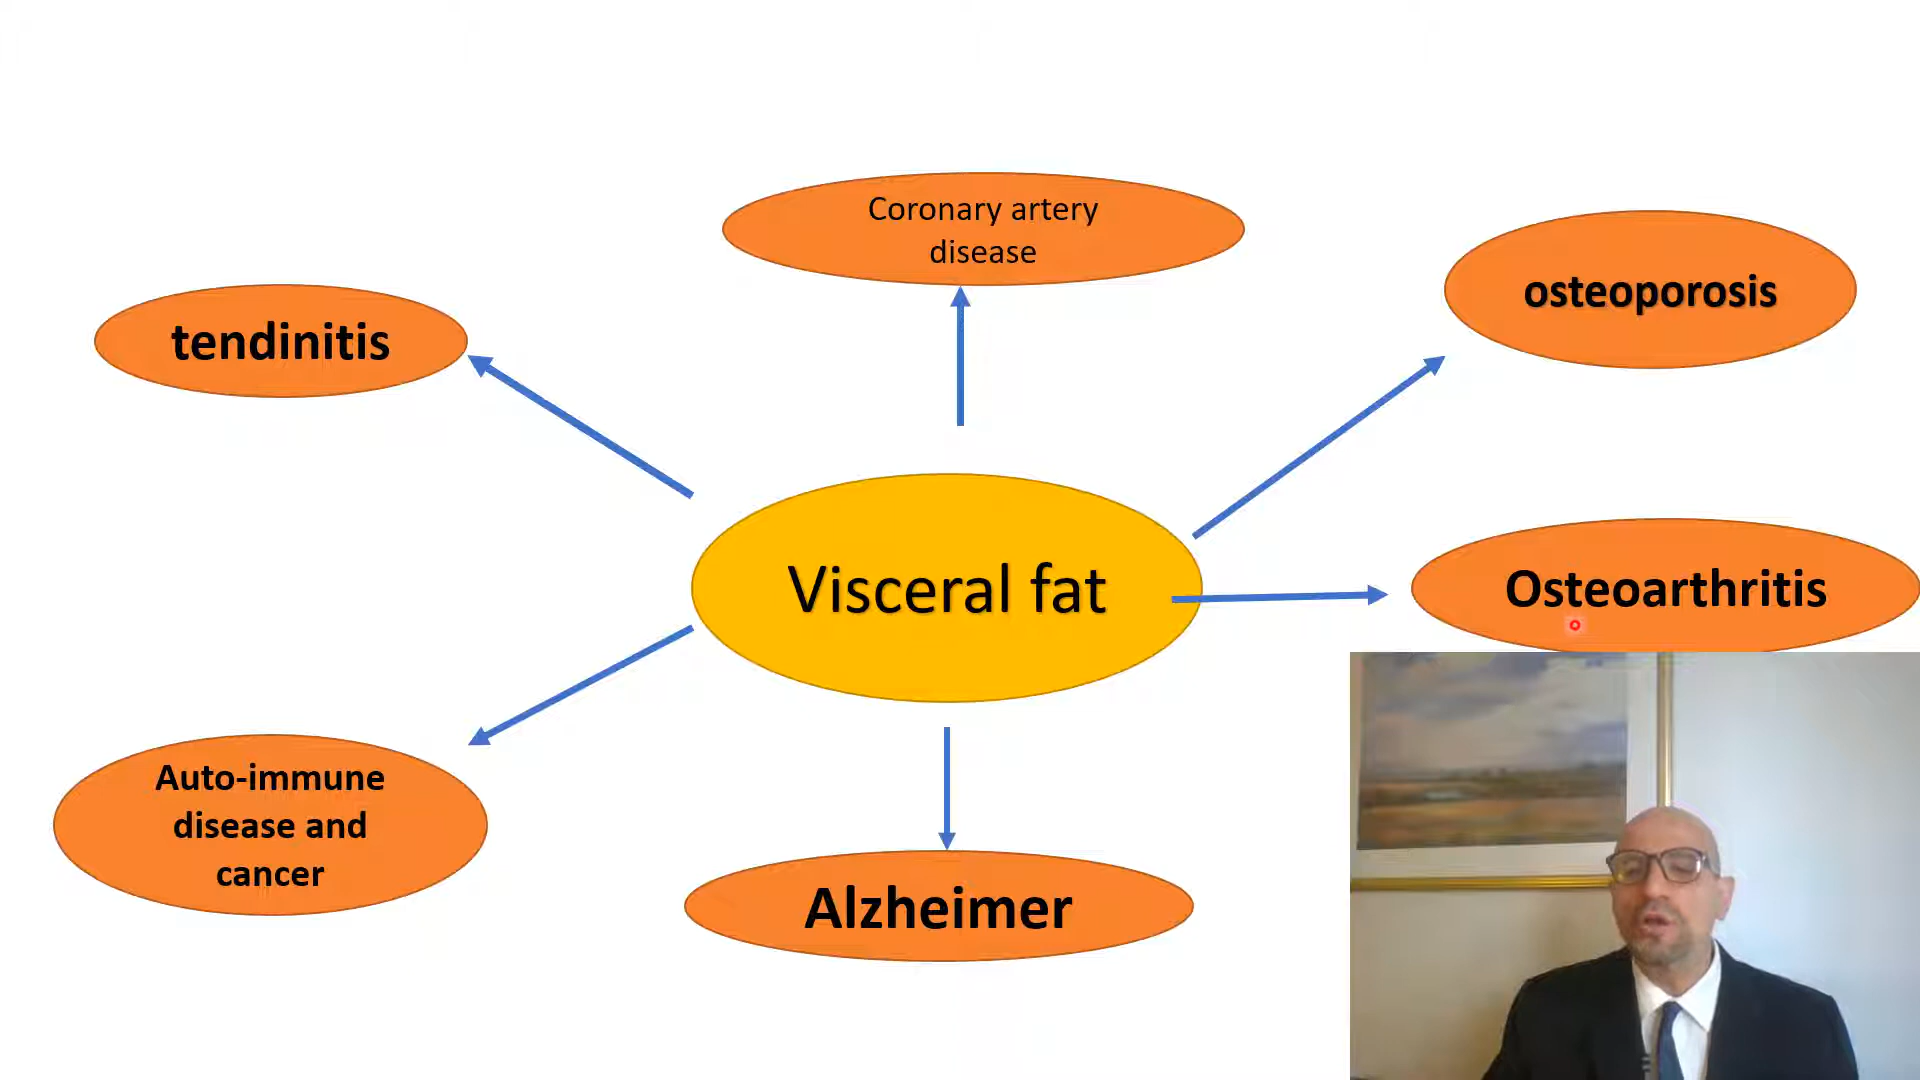 Coronary artery
disease
osteoporosis
tendinitis
Visceral fat
Osteoarthritis
Auto-immune
disease and
cancer
Alzheimer